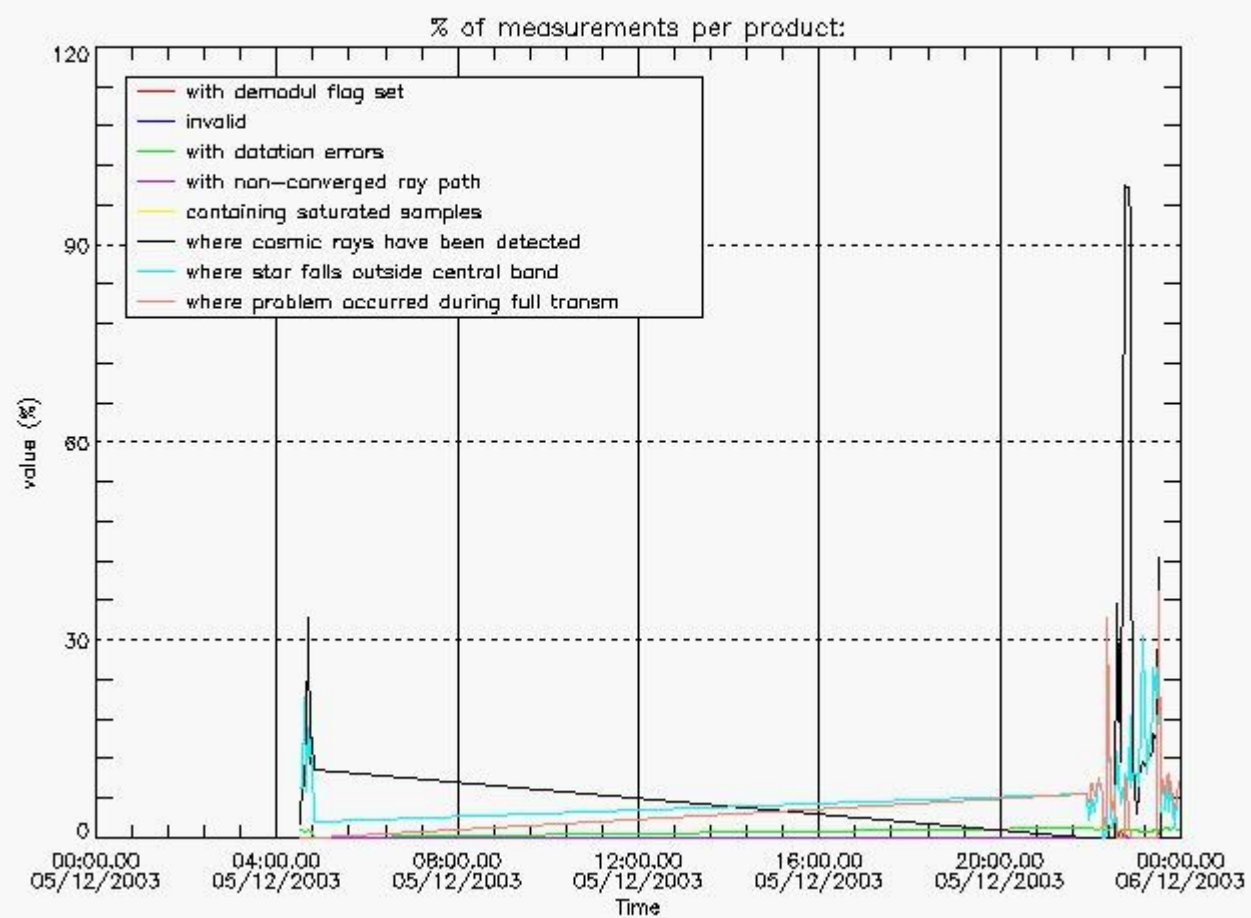 % of measurements per product:
120
90
60
30
0
value (%)
with demodul flag set
invalid
with datation errors
with non-converged ray path
containing saturated samples
where cosmic rays have been detected
where star falls outside central band
where problem occurred during full transm
00:00.00 04:00.00 08:00.00 12:00.00 16:00.00 20:00.00 00:00.00
05/12/2003 05/12/2003 05/12/2003 05/12/2003 05/12/2003 05/12/2003 06/12/2003
Time